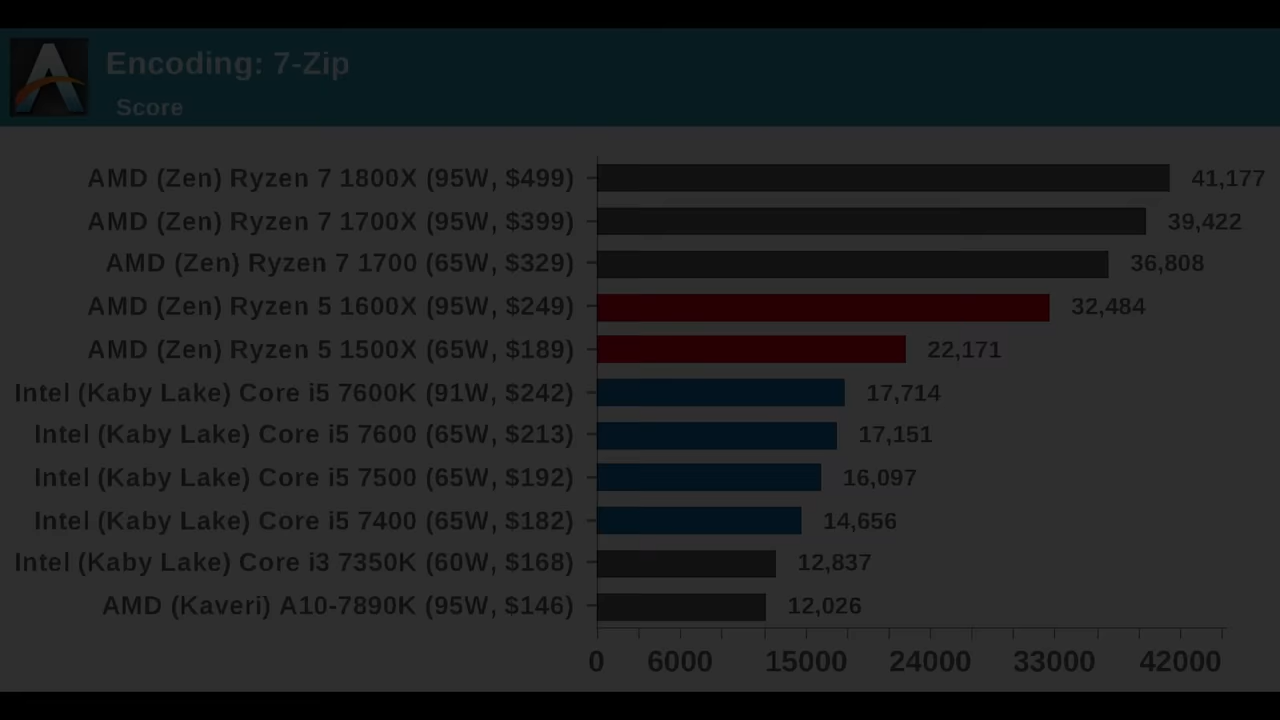 Encoding: 7-Zip
Score
AMD (Zen) Ryzen 7 1800X (95W, $499) 41,177
AMD (Zen) Ryzen 7 1700X (95W, $399) 39,422
AMD (Zen) Ryzen 7 1700 (65W, $329) 36,808
AMD (Zen) Ryzen 5 1600X (95W, $249) 32,484
AMD (Zen) Ryzen 5 1500X (65W, $189) 22,171
Intel (Kaby Lake) Core i5 7600K (91W, $242) 17,714
Intel (Kaby Lake) Core i5 7600 (65W, $213) 17,151
Intel (Kaby Lake) Core i5 7500 (65W, $192) 16,097
Intel (Kaby Lake) Core i5 7400 (65W, $182) 14,656
Intel (Kaby Lake) Core i3 7350K (60W, $168) 12,837
AMD (Kaveri) A10-7890K (95W, $146) 12,026
0 6000 15000 24000 33000 42000